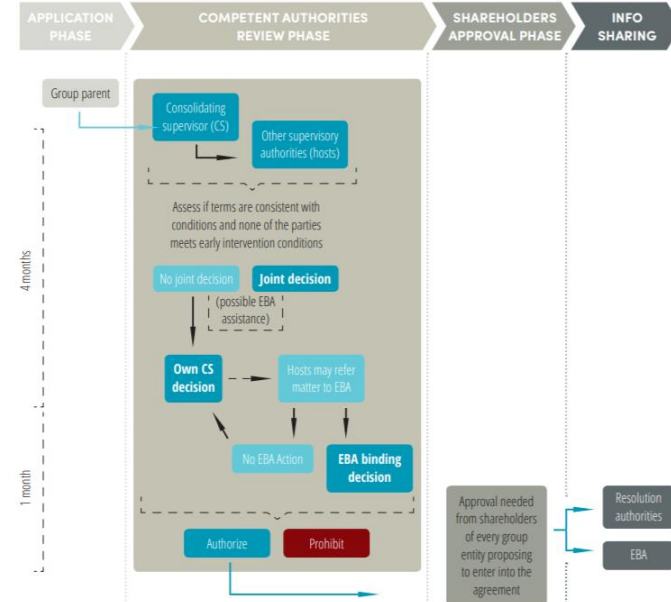 APPLICATION
PHASE
COMPETENT AUTHORITIES
REVIEW PHASE
SHAREHOLDERS
APPROVAL PHASE
INFO
SHARING
Group parent
Consolidating
supervisor (CS)
Other supervisory
authorities (hosts)
Assess if terms are consistent with
conditions and none of the parties
meets early intervention conditions
4 months
No joint decision
Joint decision
(possible EBA
assistance)
Own CS
decision
Hosts may refer
matter to EBA
1 month
No EBA Action
EBA binding
decision
Authorize
Prohibit
Approval needed
from shareholders
of every group
entity proposing
to enter into the
agreement
Resolution
authorities
EBA